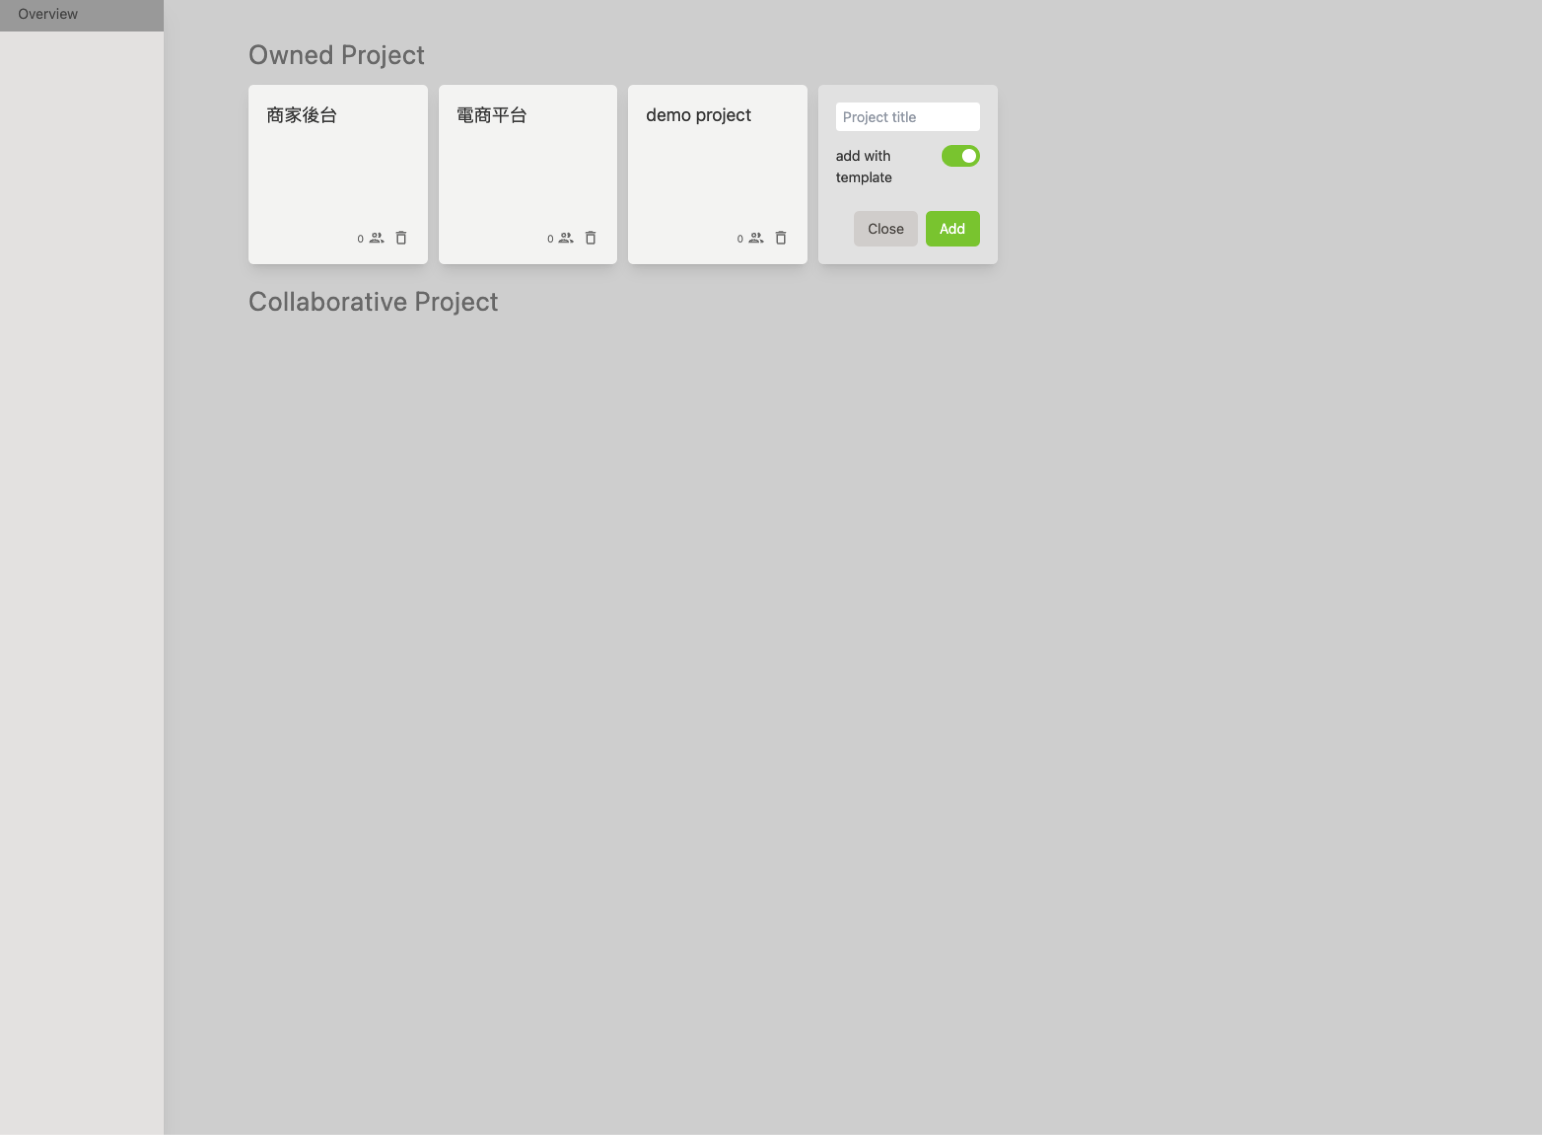 Overview
Owned Project
商家後台
0
電商平台
0
demo project
0
Project title
add with
template
Close
Add
Collaborative Project